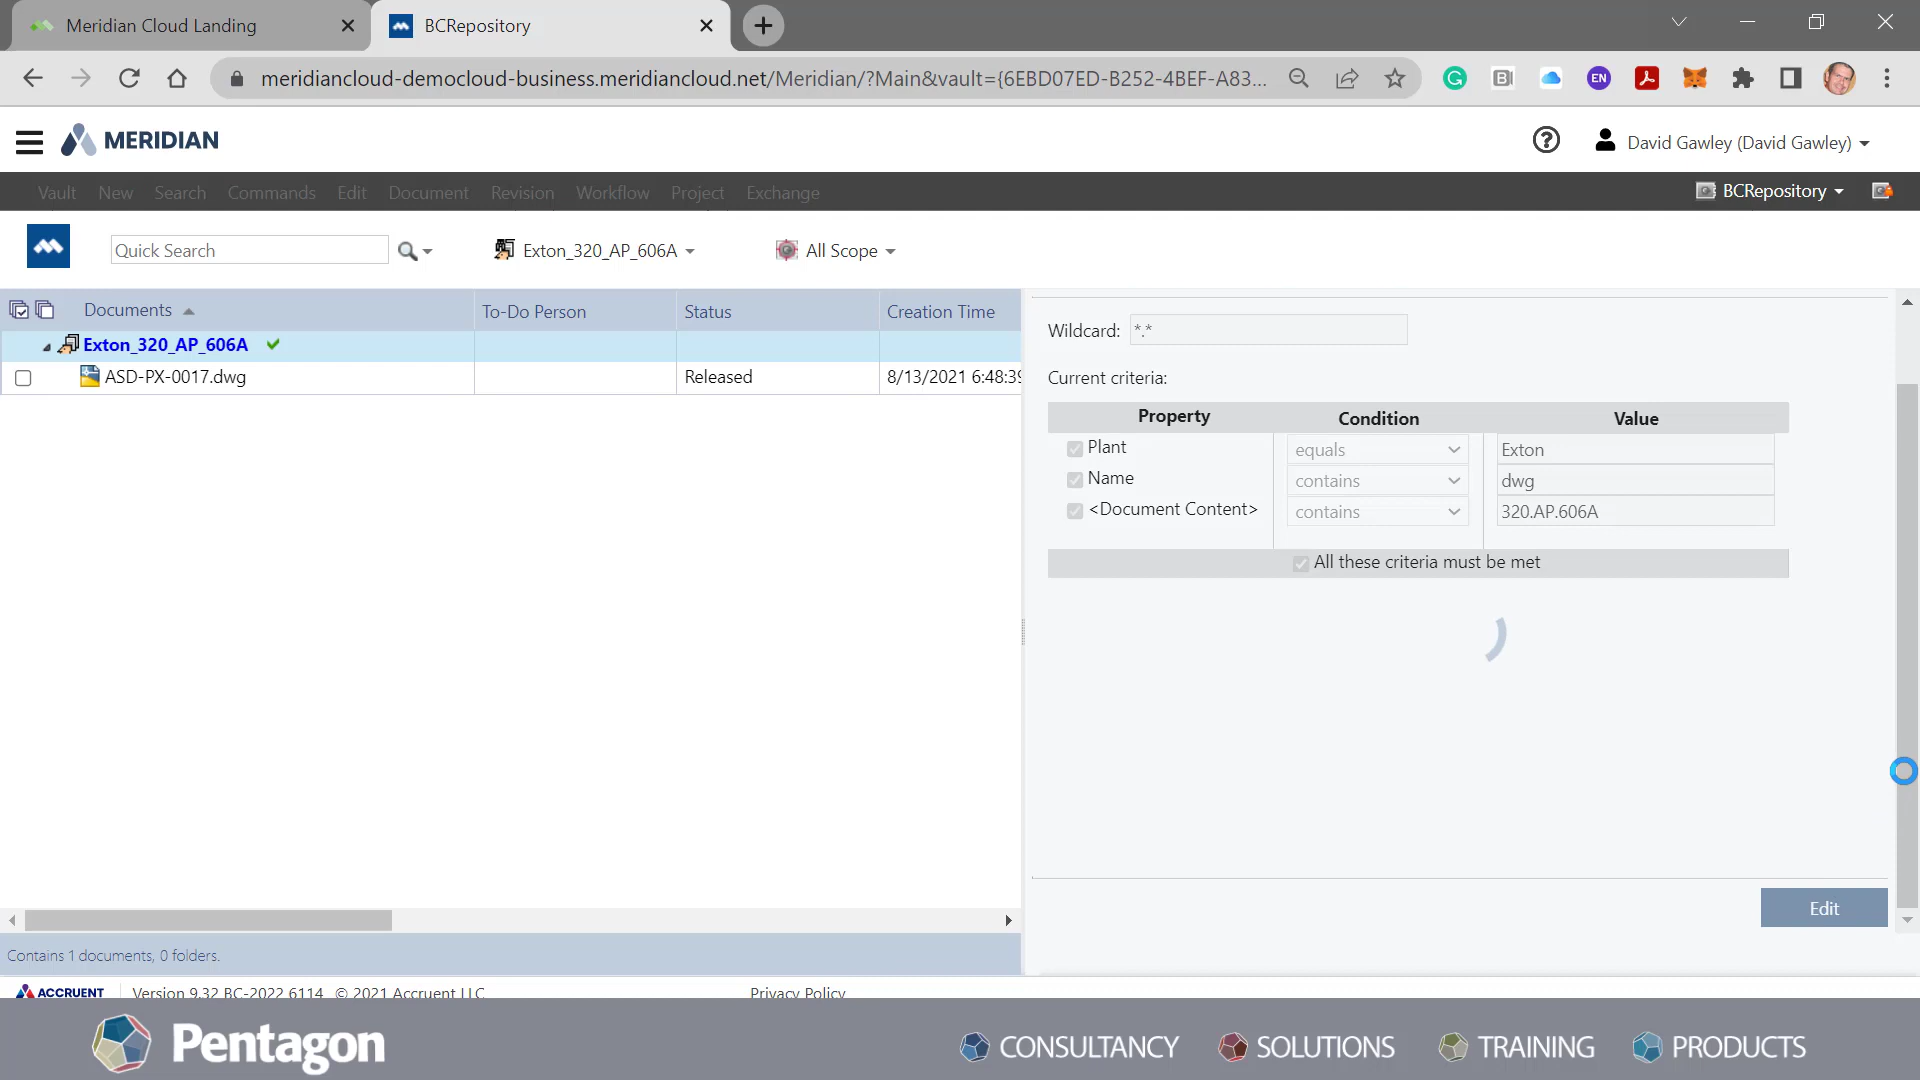 Meridian Cloud Landing
BCRepository
meridiancloud-democloud-business.meridiancloud.net/Meridian/?Main&vault={6EBD07ED-B252-4BEF-A83...
MERIDIAN
David Gawley (David Gawley)
Vault New Search Commands Edit Document Revision Workflow Project Exchange
BCRepository
Quick Search
Exton_320_AP_606A
All Scope
Documents To-Do Person Status Creation Time
Exton_320_AP_606A
ASD-PX-0017.dwg Released 8/13/2021 6:48:39
Wildcard: *.*
Current criteria:
Property Condition Value
Plant equals Exton
Name contains dwg
<Document Content> contains 320.AP.606A
All these criteria must be met
Edit
Contains 1 documents, 0 folders.
ACCRUENT Version 9.32 BC-2022 6114 © 2021 Accruent LLC Privacy Policy
Pentagon CONSULTANCY SOLUTIONS TRAINING PRODUCTS